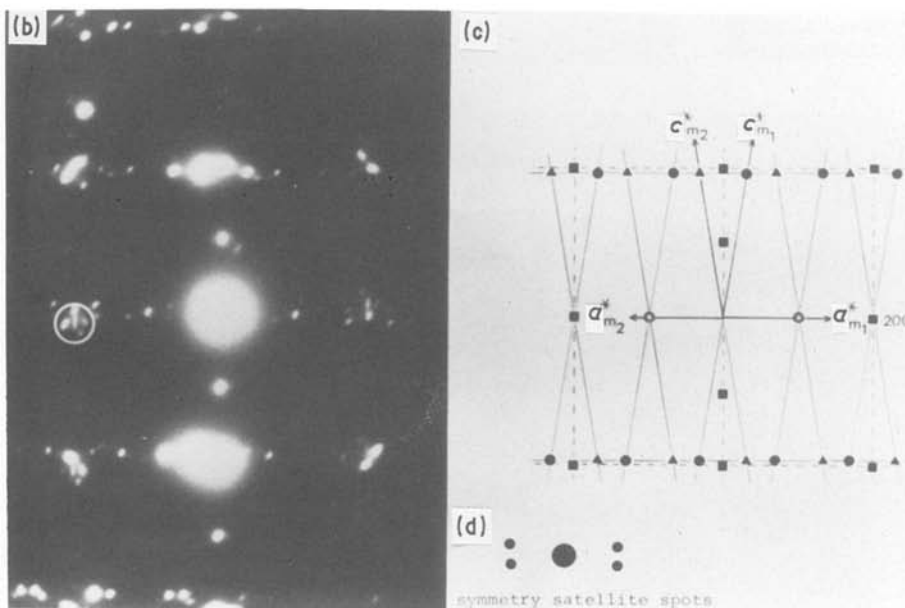 (b)
(c)
c*m2
c*m1
a*m2
a*m1
200
(d)
symmetry satellite spots